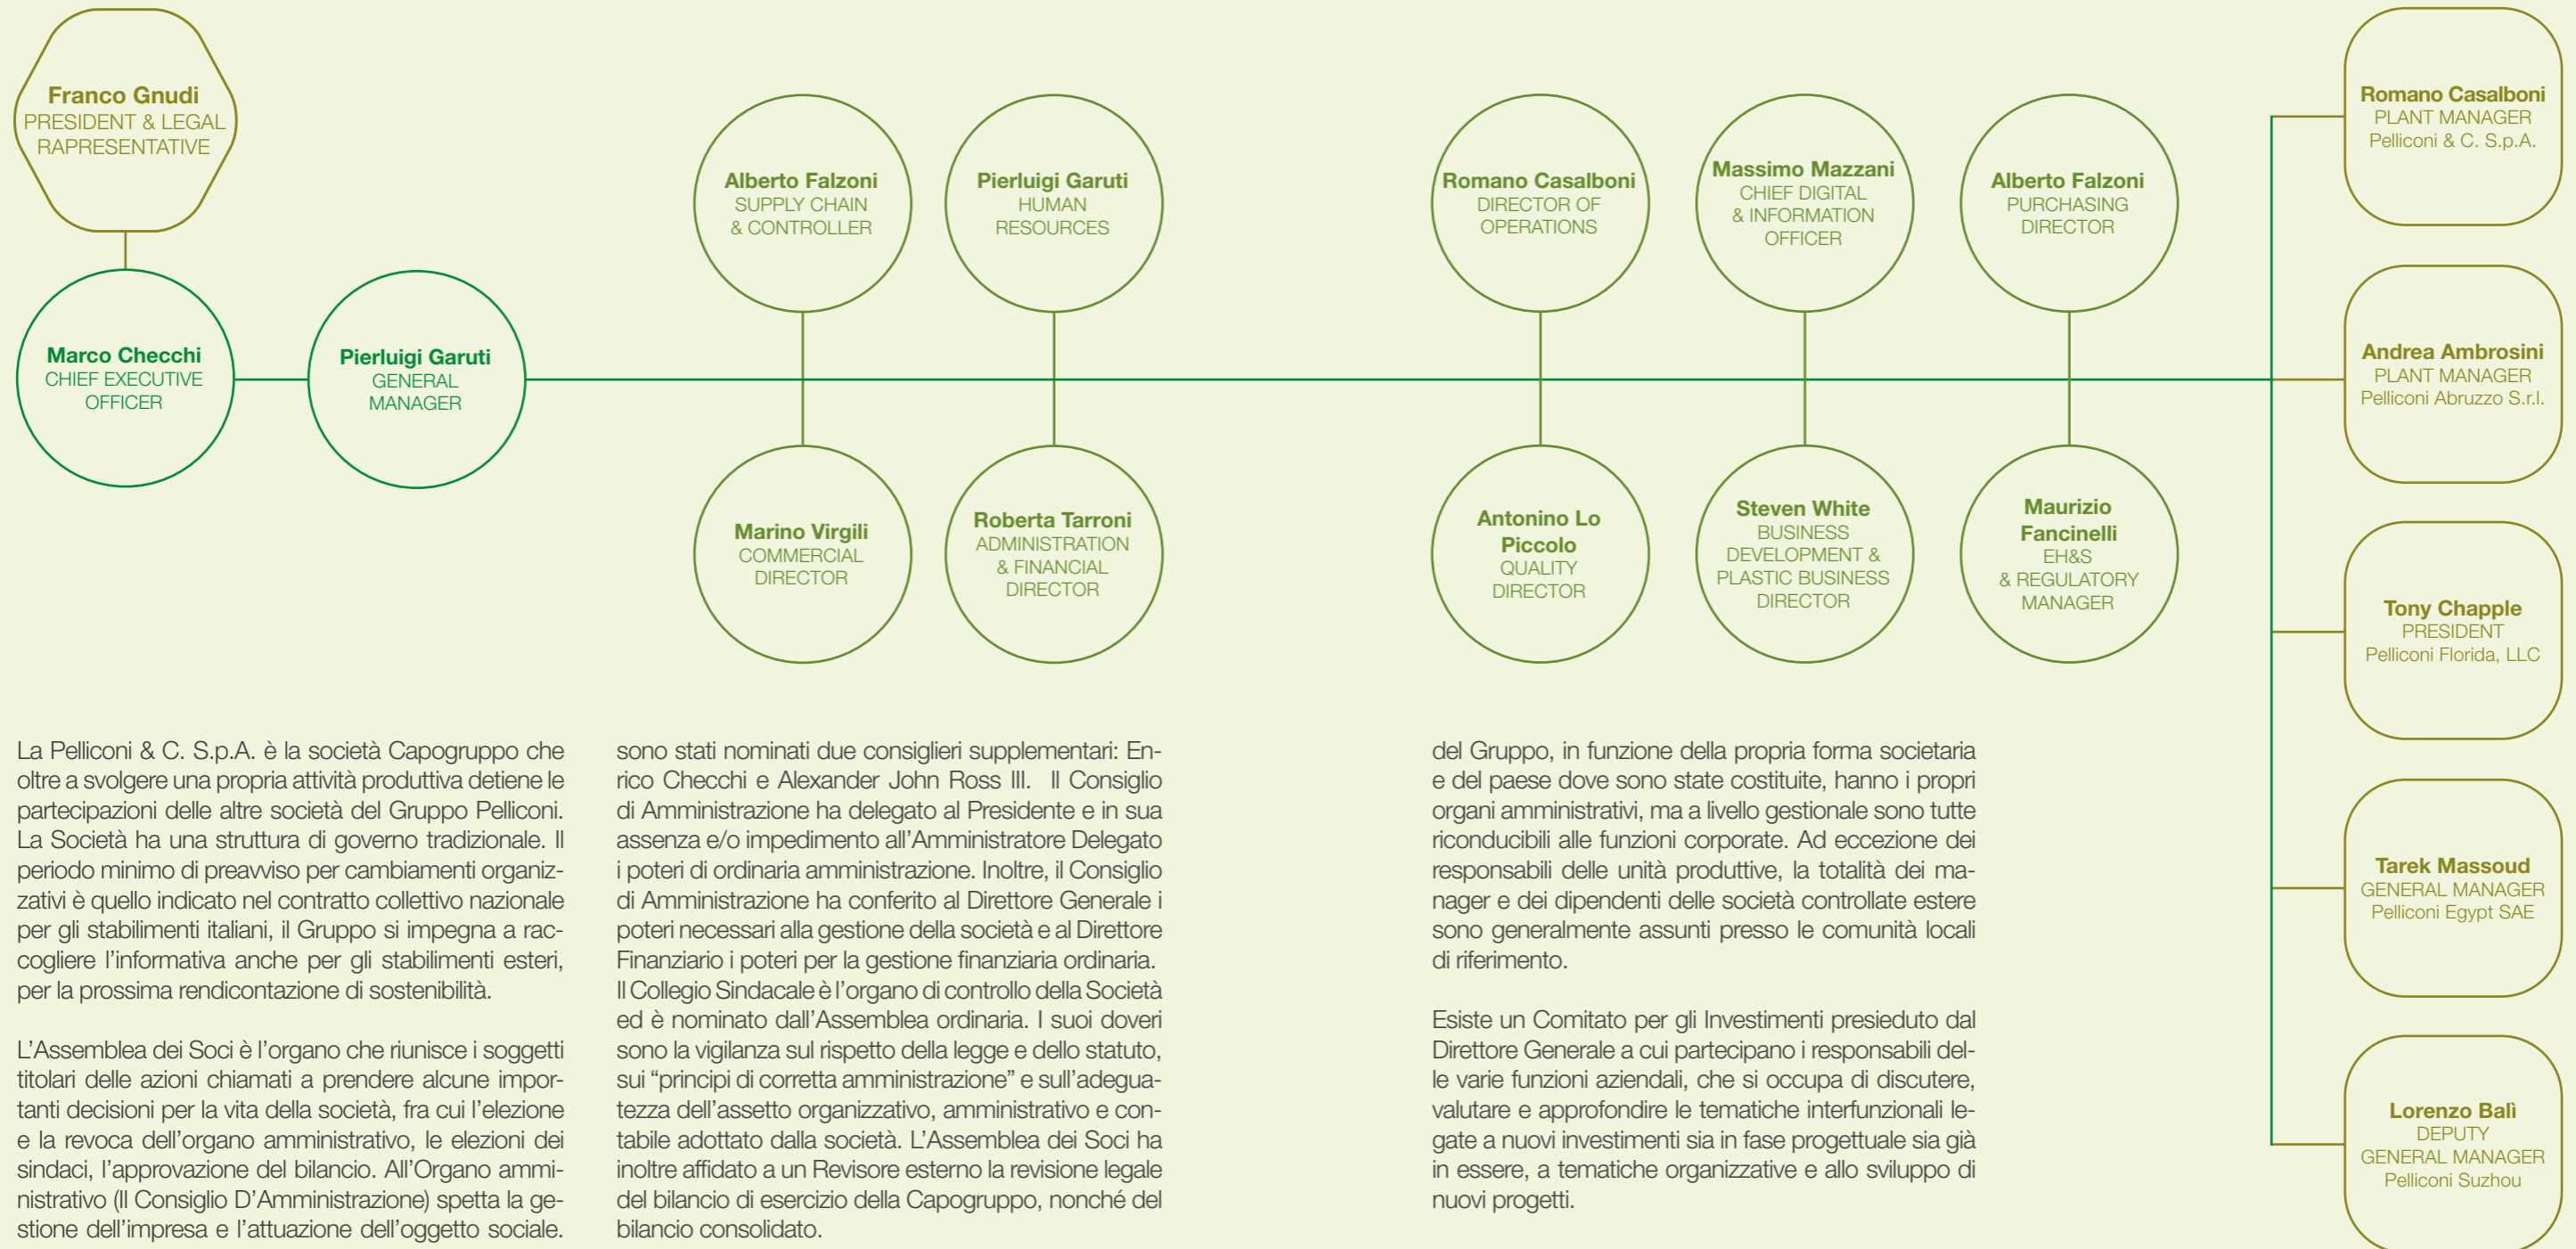 Franco Gnudi
PRESIDENT & LEGAL
RAPRESENTATIVE
Marco Checchi
CHIEF EXECUTIVE
OFFICER
Pierluigi Garuti
GENERAL
MANAGER
Alberto Falzoni
SUPPLY CHAIN
& CONTROLLER
Pierluigi Garuti
HUMAN
RESOURCES
Romano Casalboni
DIRECTOR OF
OPERATIONS
Massimo Mazzani
CHIEF DIGITAL
& INFORMATION
OFFICER
Alberto Falzoni
PURCHASING
DIRECTOR
Marino Virgili
COMMERCIAL
DIRECTOR
Roberta Tarroni
ADMINISTRATION
& FINANCIAL
DIRECTOR
Antonino Lo
Piccolo
QUALITY
DIRECTOR
Steven White
BUSINESS
DEVELOPMENT &
PLASTIC BUSINESS
DIRECTOR
Maurizio
Fancinelli
EH&S
& REGULATORY
MANAGER
Romano Casalboni
PLANT MANAGER
Pelliconi & C. S.p.A.
Andrea Ambrosini
PLANT MANAGER
Pelliconi Abruzzo S.r.l.
Tony Chapple
PRESIDENT
Pelliconi Florida, LLC
Tarek Massoud
GENERAL MANAGER
Pelliconi Egypt SAE
Lorenzo Balì
DEPUTY
GENERAL MANAGER
Pelliconi Suzhou
La Pelliconi & C. S.p.A. è la società Capogruppo che
oltre a svolgere una propria attività produttiva detiene le
partecipazioni delle altre società del Gruppo Pelliconi.
La Società ha una struttura di governo tradizionale. Il
periodo minimo di preavviso per cambiamenti organiz-
zativi è quello indicato nel contratto collettivo nazionale
per gli stabilimenti italiani, il Gruppo si impegna a rac-
cogliere l'informativa anche per gli stabilimenti esteri,
per la prossima rendicontazione di sostenibilità.
L'Assemblea dei Soci è l'organo che riunisce i soggetti
titolari delle azioni chiamati a prendere alcune impor-
tanti decisioni per la vita della società, fra cui l'elezione
e la revoca dell'organo amministrativo, le elezioni dei
sindaci, l'approvazione del bilancio. All'Organo ammi-
nistrativo (Il Consiglio D'Amministrazione) spetta la ge-
stione dell'impresa e l'attuazione dell'oggetto sociale.
sono stati nominati due consiglieri supplementari: En-
rico Checchi e Alexander John Ross III. Il Consiglio
di Amministrazione ha delegato al Presidente e in sua
assenza e/o impedimento all'Amministratore Delegato
i poteri di ordinaria amministrazione. Inoltre, il Consiglio
di Amministrazione ha conferito al Direttore Generale i
poteri necessari alla gestione della società e al Direttore
Finanziario i poteri per la gestione finanziaria ordinaria.
Il Collegio Sindacale è l'organo di controllo della Società
ed è nominato dall'Assemblea ordinaria. I suoi doveri
sono la vigilanza sul rispetto della legge e dello statuto,
sui “principi di corretta amministrazione” e sull'adegua-
tezza dell'assetto organizzativo, amministrativo e con-
tabile adottato dalla società. L'Assemblea dei Soci ha
inoltre affidato a un Revisore esterno la revisione legale
del bilancio di esercizio della Capogruppo, nonché del
bilancio consolidato.
del Gruppo, in funzione della propria forma societaria
e del paese dove sono state costituite, hanno i propri
organi amministrativi, ma a livello gestionale sono tutte
riconducibili alle funzioni corporate. Ad eccezione dei
responsabili delle unità produttive, la totalità dei ma-
nager e dei dipendenti delle società controllate estere
sono generalmente assunti presso le comunità locali
di riferimento.
Esiste un Comitato per gli Investimenti presieduto dal
Direttore Generale a cui partecipano i responsabili del-
le varie funzioni aziendali, che si occupa di discutere,
valutare e approfondire le tematiche interfunzionali le-
gate a nuovi investimenti sia in fase progettuale sia già
in essere, a tematiche organizzative e allo sviluppo di
nuovi progetti.